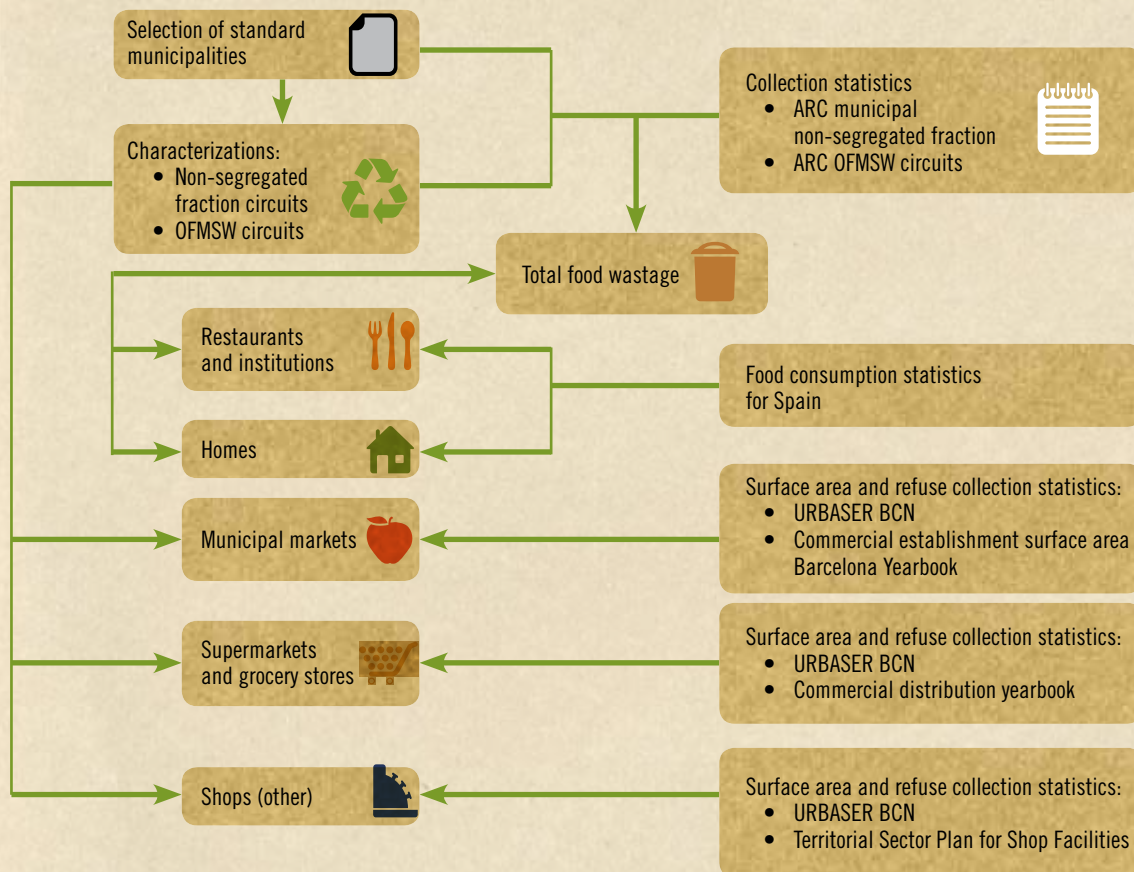 Selection of standard
municipalities
Characterizations:
• Non-segregated
fraction circuits
• OFMSW circuits
Collection statistics
• ARC municipal
non-segregated fraction
• ARC OFMSW circuits
Total food wastage
Restaurants
and institutions
Food consumption statistics
for Spain
Homes
Municipal markets
Surface area and refuse collection statistics:
• URBASER BCN
• Commercial establishment surface area
Barcelona Yearbook
Supermarkets
and grocery stores
Surface area and refuse collection statistics:
• URBASER BCN
• Commercial distribution yearbook
Shops (other)
Surface area and refuse collection statistics:
• URBASER BCN
• Territorial Sector Plan for Shop Facilities